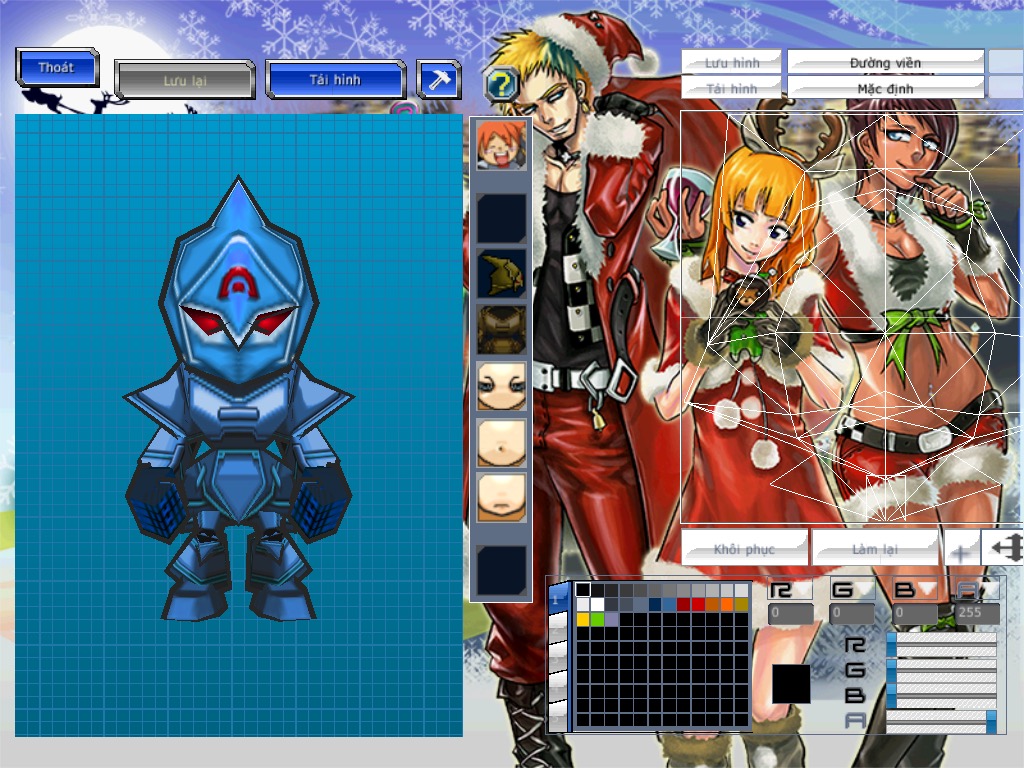 Thoát
Lưu lại
Tải hình
?
Lưu hình
Đường viền
Tải hình
Mặc định
Khôi phục
Làm lại
+
1
R G B A
0 0 0 255
R
G
B
A